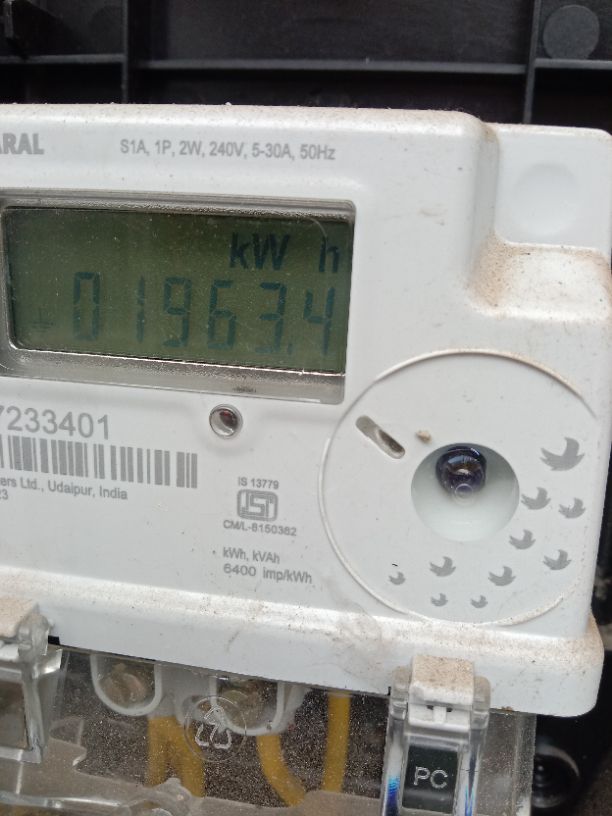 ARAL
S1A, 1P, 2W, 240V, 5-30A, 50Hz
kW h
01963.4
7233401
ers Ltd., Udaipur, India
23
IS 13779
ISI
CM/L-8150362
kWh, kVAh
6400 imp/kWh
PC